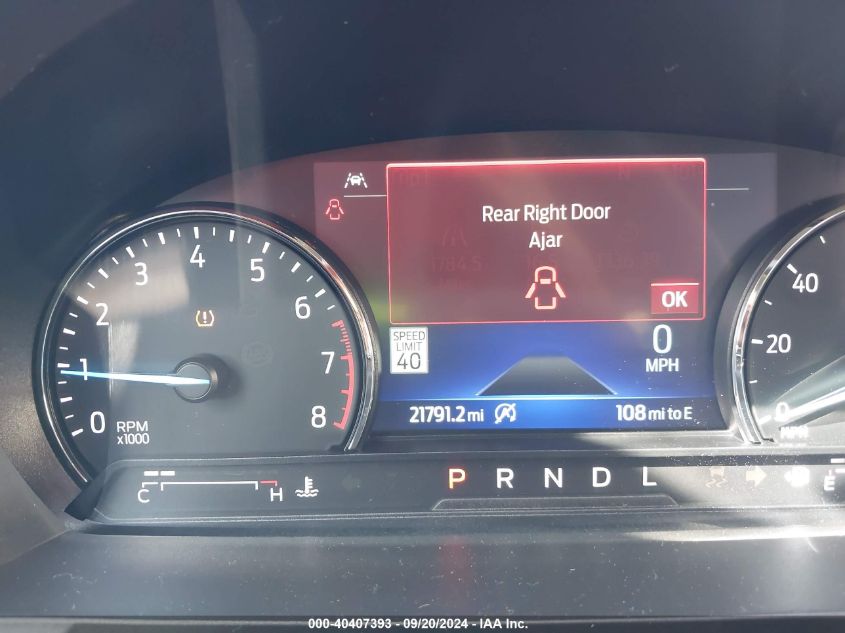 Rear Right Door
Ajar
OK
SPEED
LIMIT
40
0
MPH
21791.2 mi
108 mi to E
0
1
2
3
4
5
6
7
8
RPM
x1000
40
20
0
MPH
C
H
P R N D L
E
000-40407393 - 09/20/2024 - IAA Inc.